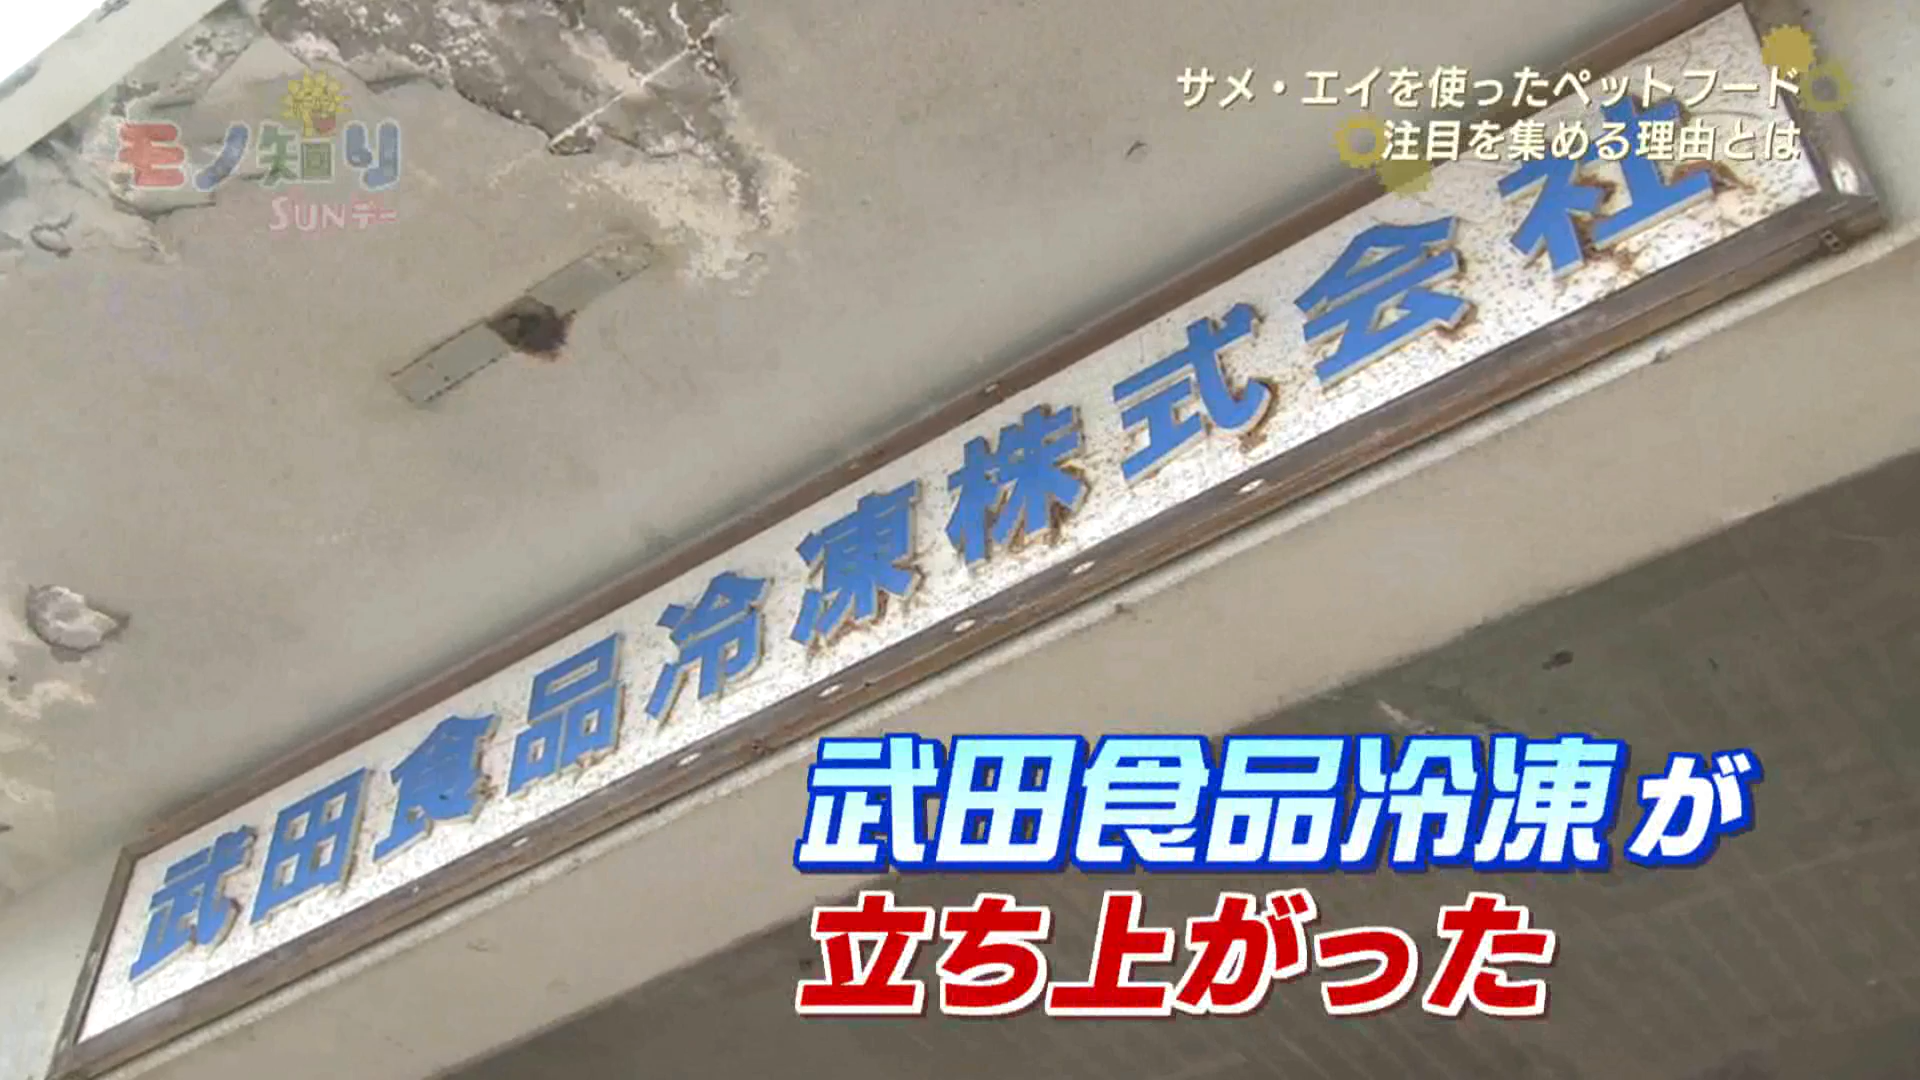 モノ知り
SUNデー
サメ・エイを使ったペットフード
注目を集める理由とは
武田食品冷凍株式会社
武田食品冷凍が
立ち上がった